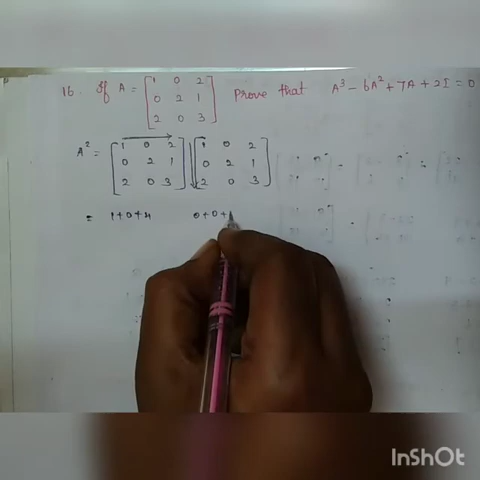 16. If A = [1 0 2 Prove that A³ - 6A² + 7A + 2I = 0
0 2 1
2 0 3]
A² = [1 0 2 [1 0 2
0 2 1 0 2 1
2 0 3] 2 0 3]
= 1+0+4 0+0+
InShOt